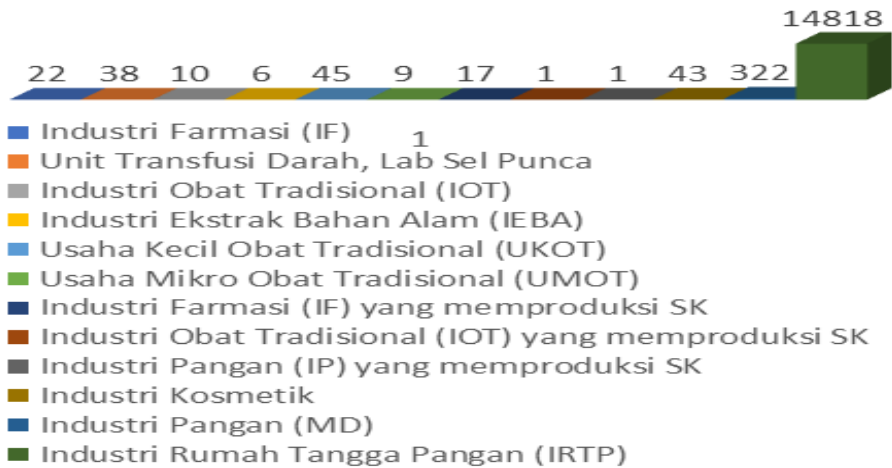 14818
22 38 10 6 45 9 17 1 1 43 322
1
Industri Farmasi (IF)
Unit Transfusi Darah, Lab Sel Punca
Industri Obat Tradisional (IOT)
Industri Ekstrak Bahan Alam (IEBA)
Usaha Kecil Obat Tradisional (UKOT)
Usaha Mikro Obat Tradisional (UMOT)
Industri Farmasi (IF) yang memproduksi SK
Industri Obat Tradisional (IOT) yang memproduksi SK
Industri Pangan (IP) yang memproduksi SK
Industri Kosmetik
Industri Pangan (MD)
Industri Rumah Tangga Pangan (IRTP)